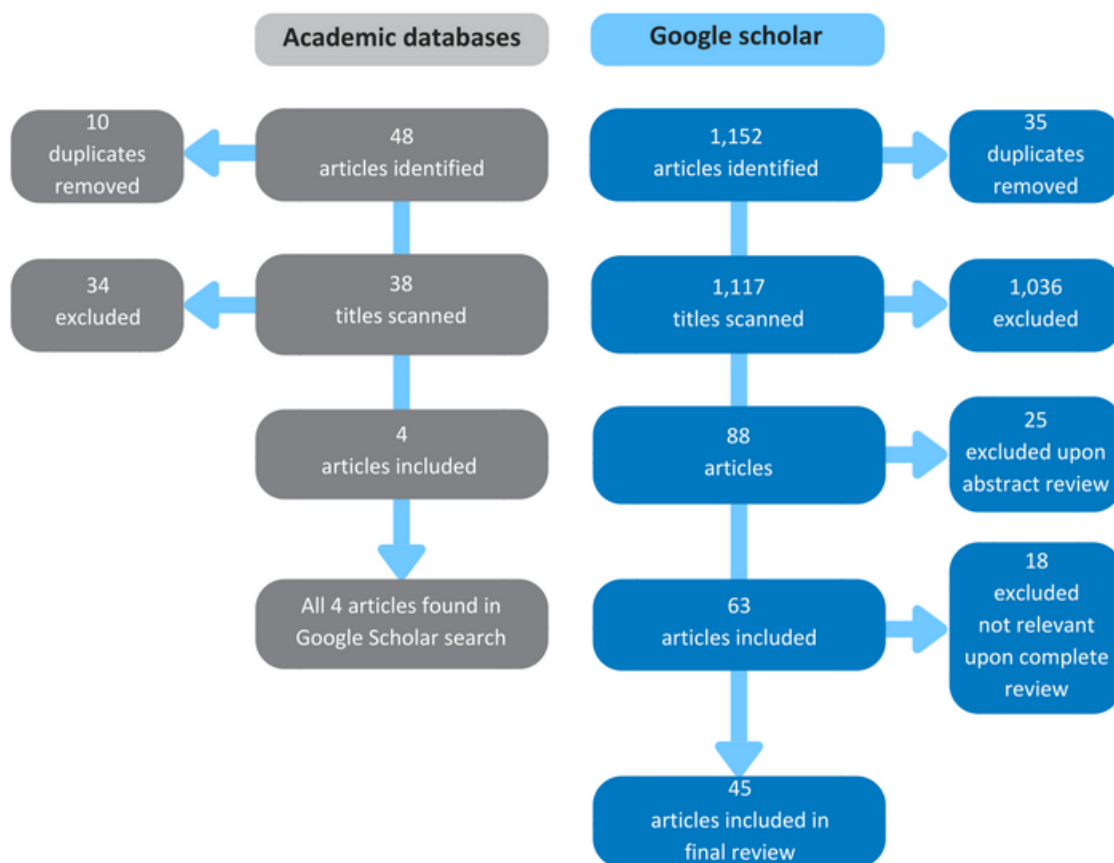 Academic databases
Google scholar
10
duplicates
removed
48
articles identified
1,152
articles identified
35
duplicates
removed
34
excluded
38
titles scanned
1,117
titles scanned
1,036
excluded
4
articles included
88
articles
25
excluded upon
abstract review
All 4 articles found in
Google Scholar search
63
articles included
18
excluded
not relevant
upon complete
review
45
articles included in
final review